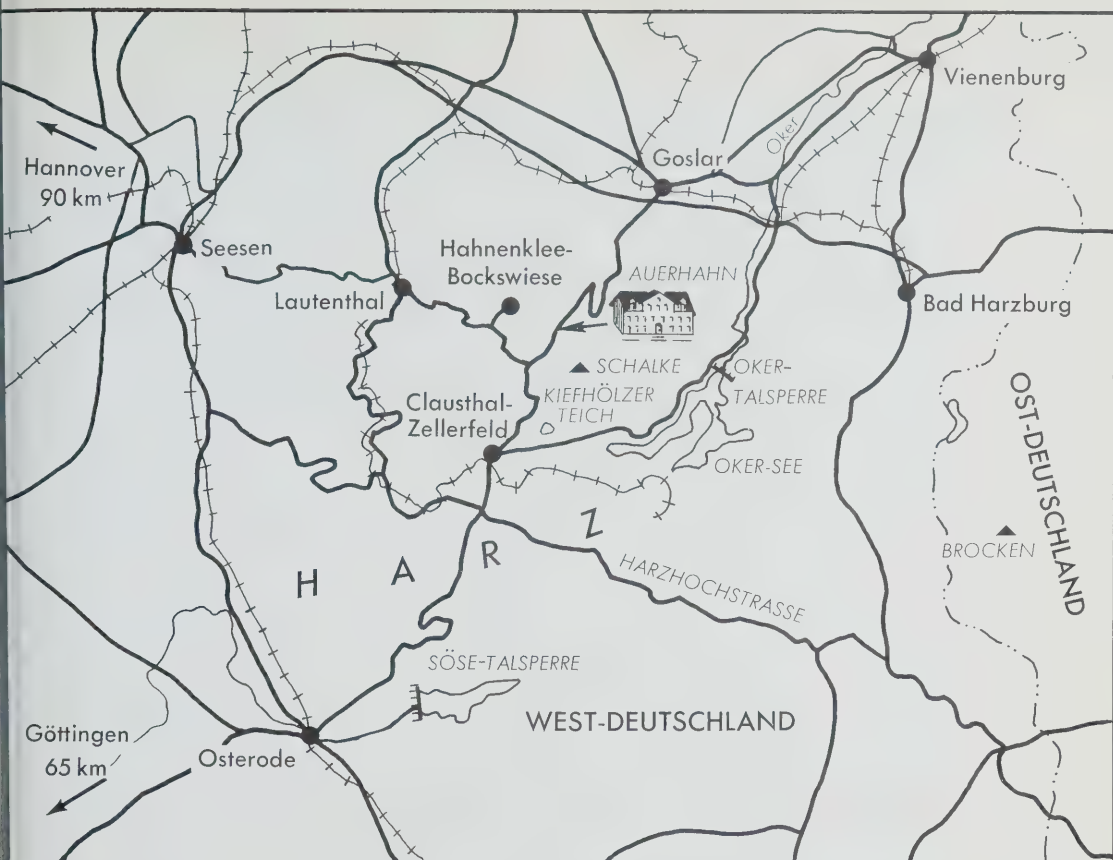 Vienenburg
Oker
Goslar
Hannover
90 km
Seesen
Hahnenklee-
Bockswiese
AUERHAHN
Lautenthal
Bad Harzburg
SCHALKE
OKER-
TALSPERRE
KIEFHÖLZER
TEICH
Clausthal-
Zellerfeld
OKER-SEE
OST-DEUTSCHLAND
BROCKEN
H A R Z
HARZHOCHSTRASSE
SÖSE-TALSPERRE
WEST-DEUTSCHLAND
Göttingen
65 km
Osterode